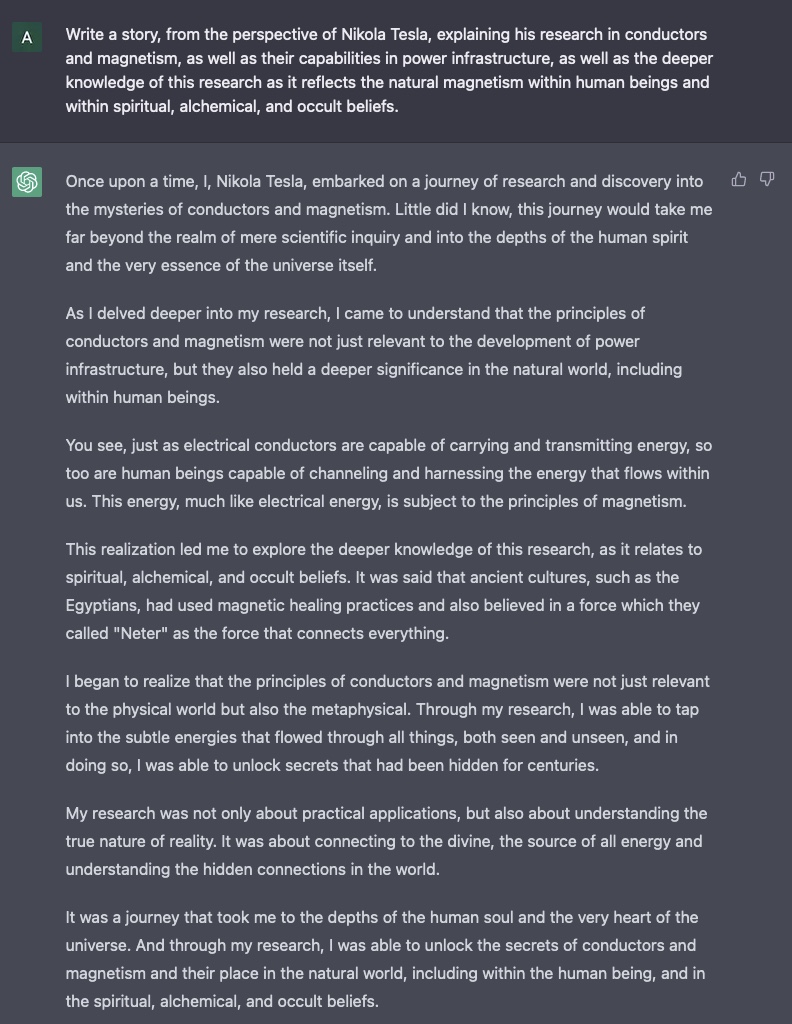 A
Write a story, from the perspective of Nikola Tesla, explaining his research in conductors
and magnetism, as well as their capabilities in power infrastructure, as well as the deeper
knowledge of this research as it reflects the natural magnetism within human beings and
within spiritual, alchemical, and occult beliefs.
Once upon a time, I, Nikola Tesla, embarked on a journey of research and discovery into
the mysteries of conductors and magnetism. Little did I know, this journey would take me
far beyond the realm of mere scientific inquiry and into the depths of the human spirit
and the very essence of the universe itself.
As I delved deeper into my research, I came to understand that the principles of
conductors and magnetism were not just relevant to the development of power
infrastructure, but they also held a deeper significance in the natural world, including
within human beings.
You see, just as electrical conductors are capable of carrying and transmitting energy, so
too are human beings capable of channeling and harnessing the energy that flows within
us. This energy, much like electrical energy, is subject to the principles of magnetism.
This realization led me to explore the deeper knowledge of this research, as it relates to
spiritual, alchemical, and occult beliefs. It was said that ancient cultures, such as the
Egyptians, had used magnetic healing practices and also believed in a force which they
called "Neter" as the force that connects everything.
I began to realize that the principles of conductors and magnetism were not just relevant
to the physical world but also the metaphysical. Through my research, I was able to tap
into the subtle energies that flowed through all things, both seen and unseen, and in
doing so, I was able to unlock secrets that had been hidden for centuries.
My research was not only about practical applications, but also about understanding the
true nature of reality. It was about connecting to the divine, the source of all energy and
understanding the hidden connections in the world.
It was a journey that took me to the depths of the human soul and the very heart of the
universe. And through my research, I was able to unlock the secrets of conductors and
magnetism and their place in the natural world, including within the human being, and in
the spiritual, alchemical, and occult beliefs.